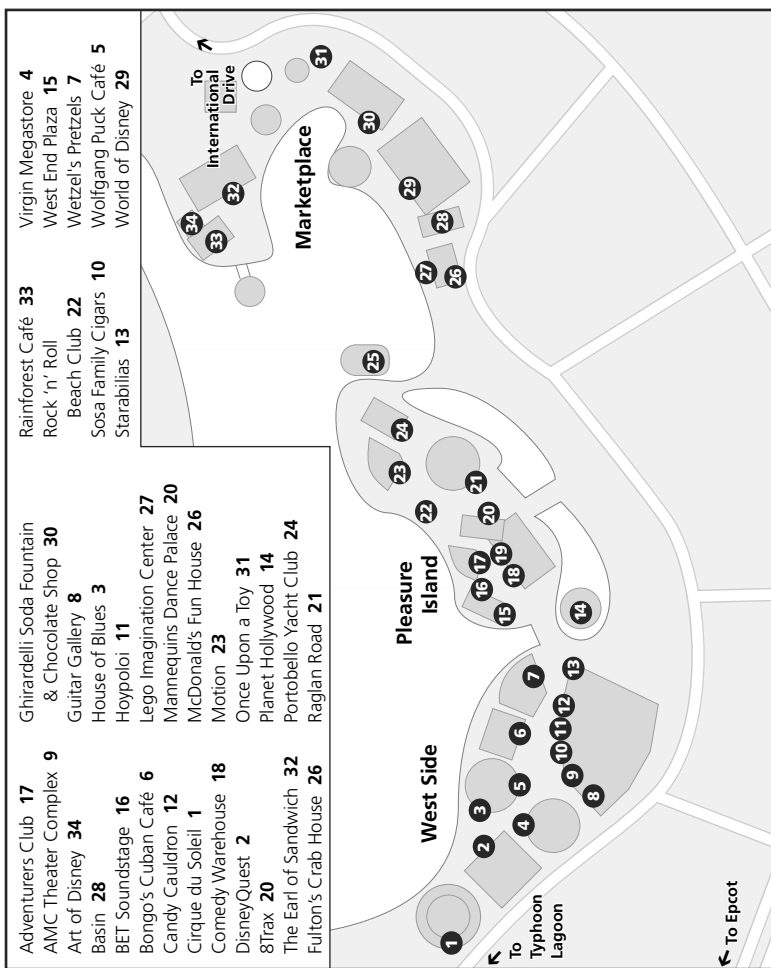 Adventurers Club 17
AMC Theater Complex 9
Art of Disney 34
Basin 28
BET Soundstage 16
Bongo's Cuban Café 6
Candy Cauldron 12
Cirque du Soleil 1
Comedy Warehouse 18
DisneyQuest 2
8Trax 20
The Earl of Sandwich 32
Fulton's Crab House 26
Ghirardelli Soda Fountain
& Chocolate Shop 30
Guitar Gallery 8
House of Blues 3
Hoypoloi 11
Lego Imagination Center 27
Mannequins Dance Palace 20
McDonald's Fun House 26
Motion 23
Once Upon a Toy 31
Planet Hollywood 14
Portobello Yacht Club 24
Raglan Road 21
Rainforest Café 33
Rock 'n' Roll
Beach Club 22
Sosa Family Cigars 10
Starabilias 13
Virgin Megastore 4
West End Plaza 15
Wetzel's Pretzels 7
Wolfgang Puck Café 5
World of Disney 29
West Side
Pleasure
Island
Marketplace
To
International
Drive
To
Typhoon
Lagoon
To Epcot
1
2
3
4
5
6
7
8
9
10
11
12
13
14
15
16
17
18
19
20
21
22
23
24
25
26
27
28
29
30
31
32
33
34